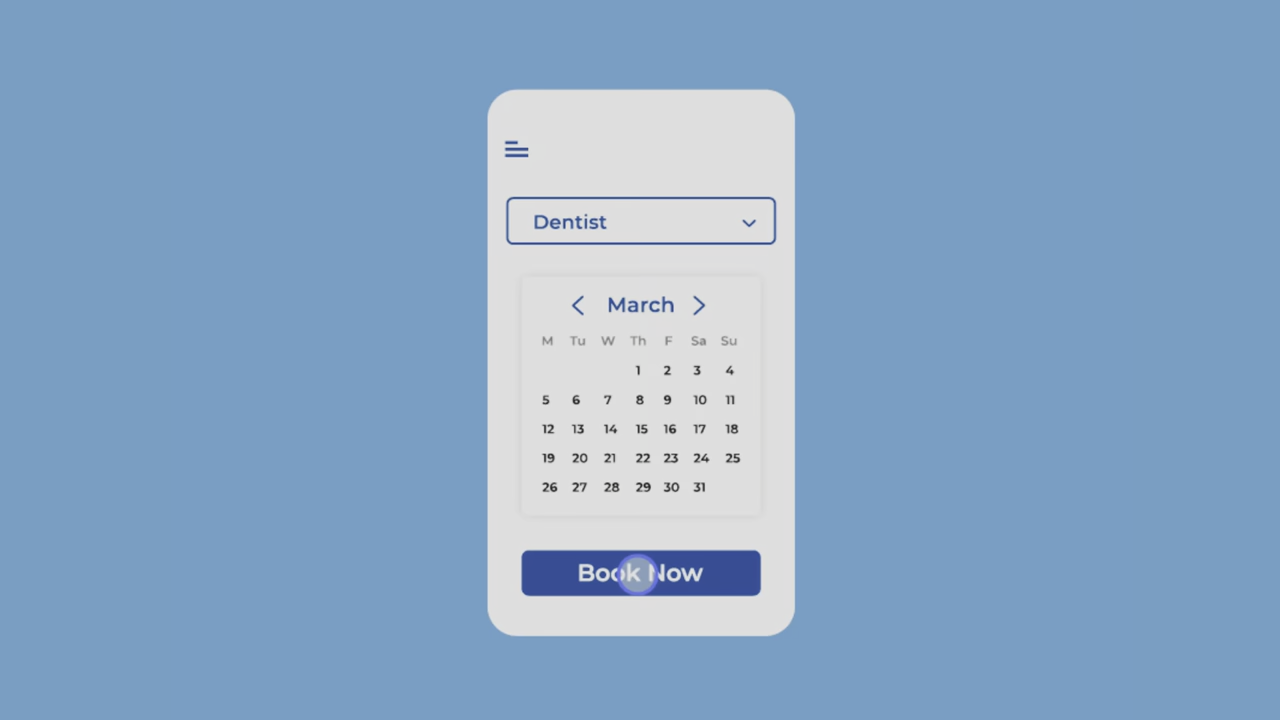 Dentist
March
M Tu W Th F Sa Su
1 2 3 4
5 6 7 8 9 10 11
12 13 14 15 16 17 18
19 20 21 22 23 24 25
26 27 28 29 30 31
Book Now